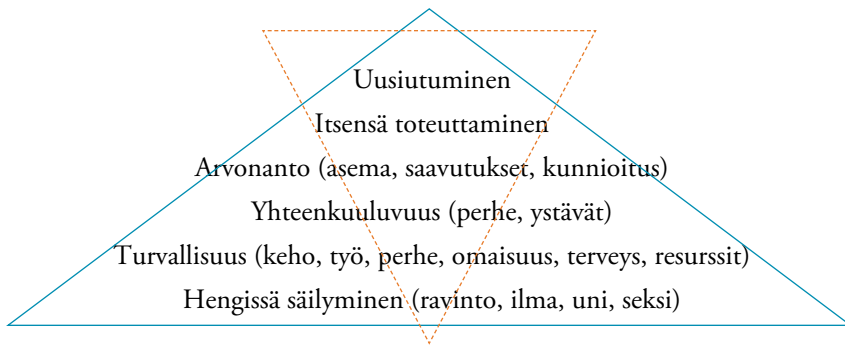 Uusiutuminen
Itsensä toteuttaminen
Arvonanto (asema, saavutukset, kunnioitus)
Yhteenkuuluvuus (perhe, ystävät)
Turvallisuus (keho, työ, perhe, omaisuus, terveys, resurssit)
Hengissä säilyminen (ravinto, ilma, uni, seksi)